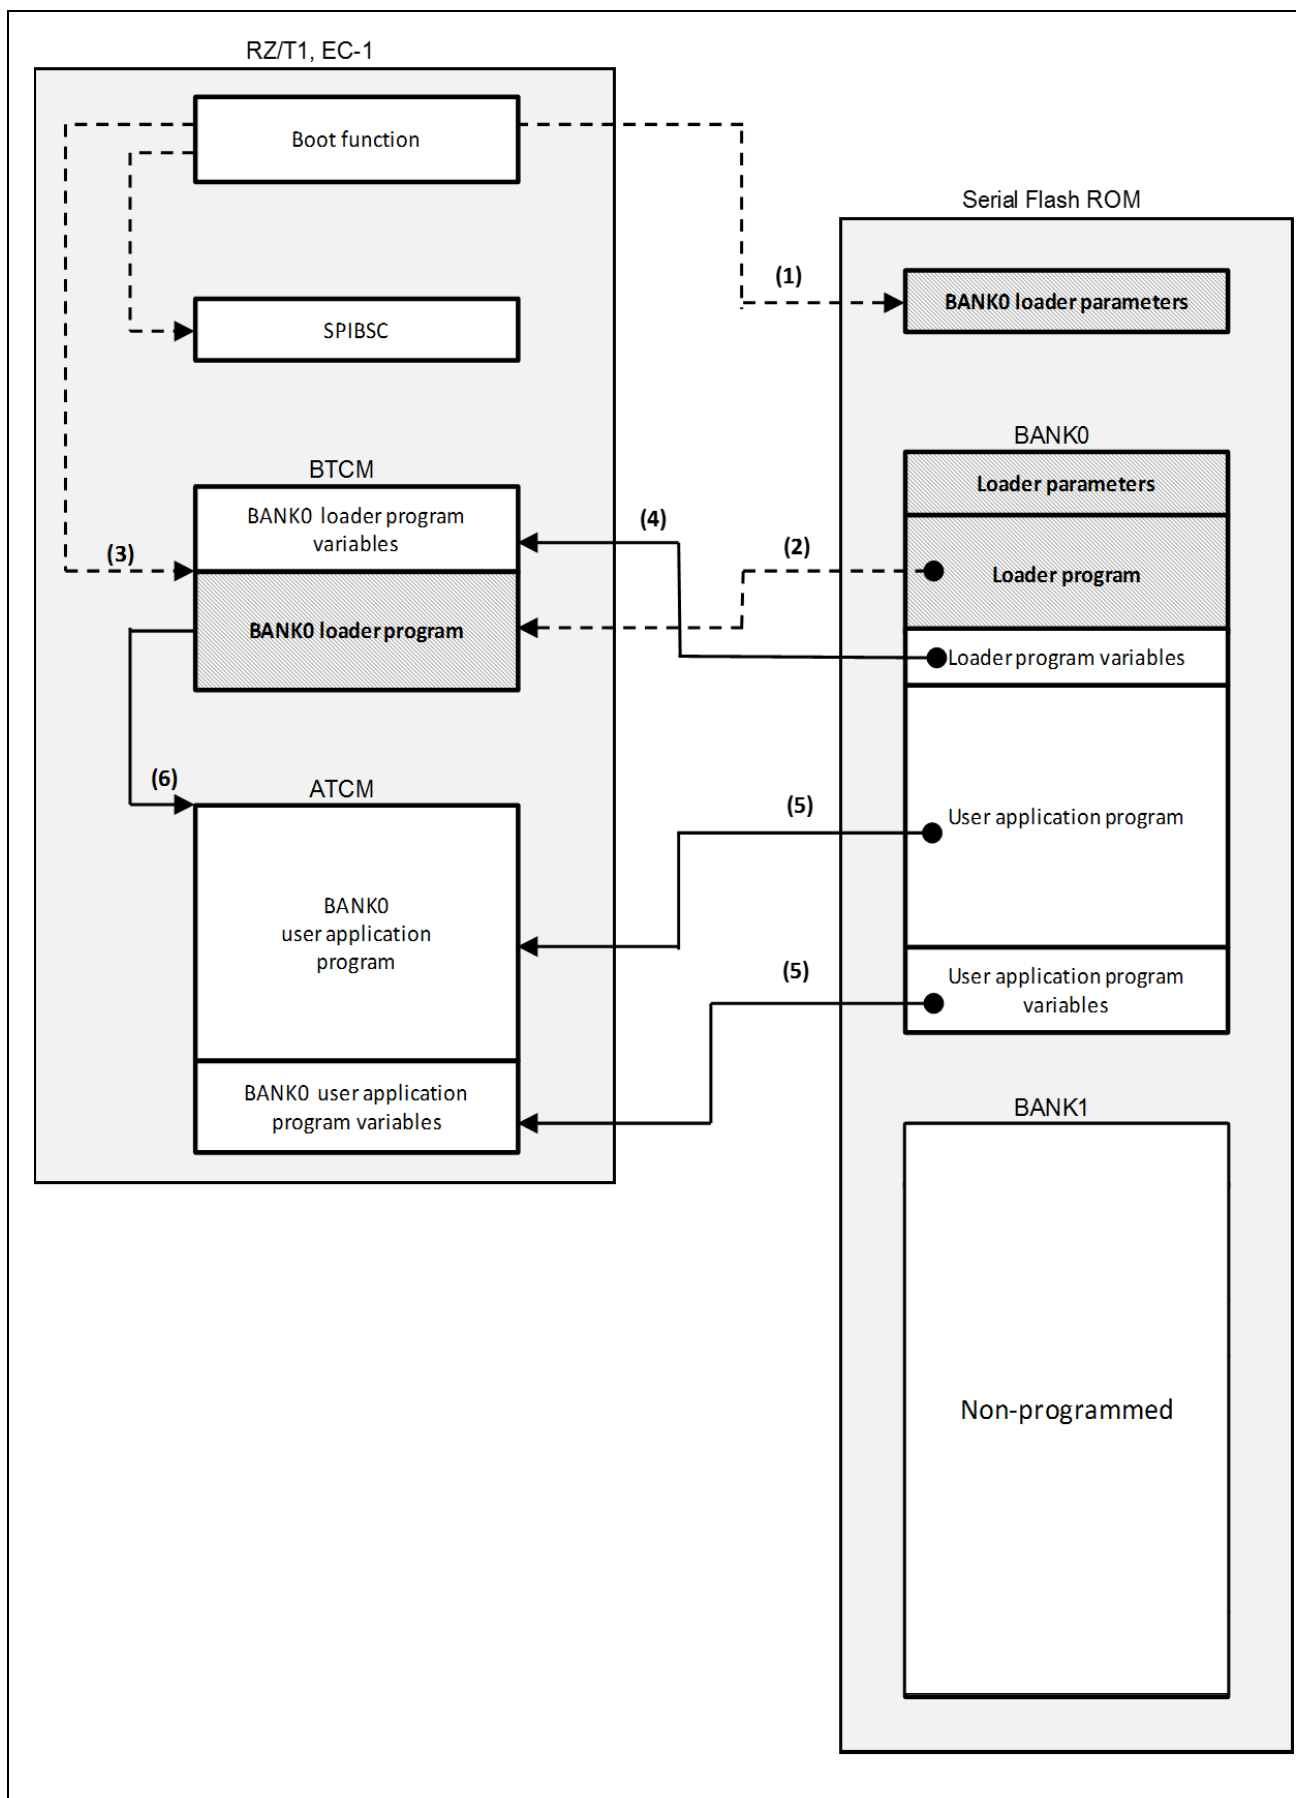 RZ/T1, EC-1
Boot function
Serial Flash ROM
(1)
BANK0 loader parameters
SPIBSC
BANK0
BTCM
Loader parameters
BANK0 loader program
variables
(4)
(3)
(2)
Loader program
BANK0 loader program
Loader program variables
(6)
ATCM
(5)
User application program
BANK0
user application
program
(5)
User application program
variables
BANK0 user application
program variables
BANK1
Non-programmed